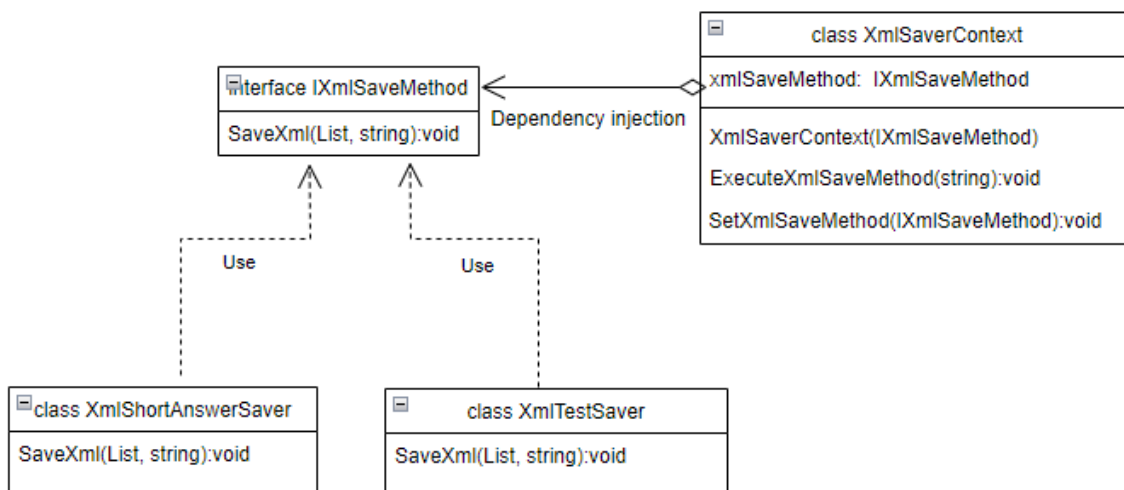 class XmlSaverContext
xmlSaveMethod: IXmlSaveMethod
XmlSaverContext(IXmlSaveMethod)
ExecuteXmlSaveMethod(string):void
SetXmlSaveMethod(IXmlSaveMethod):void
interface IXmlSaveMethod
SaveXml(List, string):void
Dependency injection
Use
Use
class XmlShortAnswerSaver
SaveXml(List, string):void
class XmlTestSaver
SaveXml(List, string):void